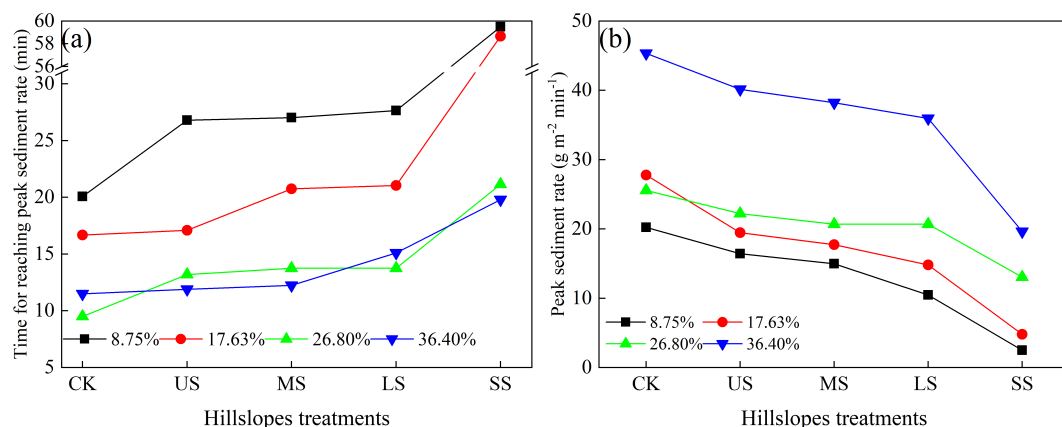 (a)
Time for reaching peak sediment rate (min)
60
58
56
30
25
20
15
10
5
8.75% 17.63% 26.80% 36.40%
CK US MS LS SS
Hillslopes treatments
(b)
Peak sediment rate (g m⁻² min⁻¹)
50
40
30
20
10
0
8.75% 17.63%
26.80% 36.40%
CK US MS LS SS
Hillslopes treatments